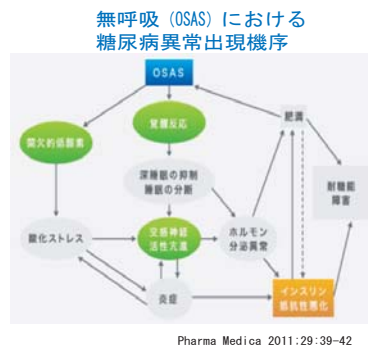 無呼吸 (OSAS) における
糖尿病異常出現機序
OSAS
肥満
間欠的低酸素
覚醒反応
深睡眠の抑制
睡眠の分断
耐糖能
障害
酸化ストレス
交感神経
活性亢進
ホルモン
分泌異常
炎症
インスリン
抵抗性悪化
Pharma Medica 2011;29:39-42